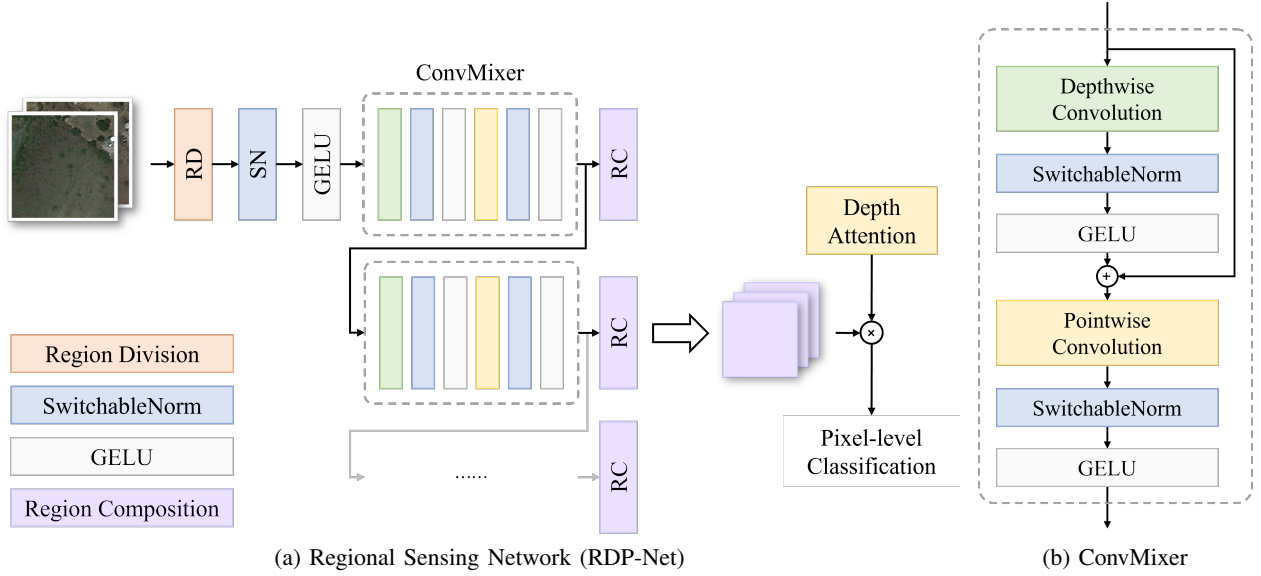 ConvMixer
RD
SN
GELU
RC
RC
Depth
Attention
Pixel-level
Classification
......
RC
Region Division
SwitchableNorm
GELU
Region Composition
(a) Regional Sensing Network (RDP-Net)
Depthwise
Convolution
SwitchableNorm
GELU
+
Pointwise
Convolution
SwitchableNorm
GELU
×
(b) ConvMixer